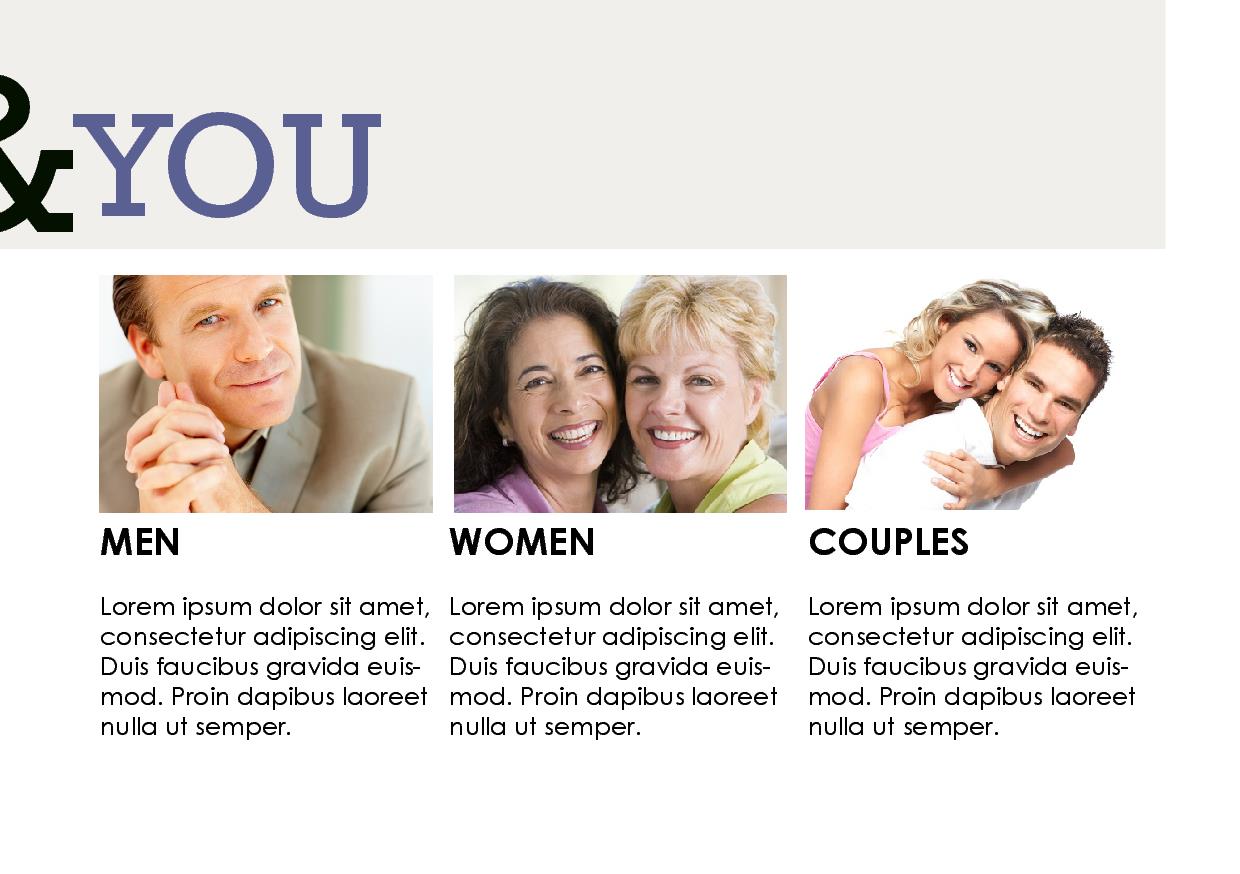 & YOU
MEN
Lorem ipsum dolor sit amet,
consectetur adipiscing elit.
Duis faucibus gravida euis-
mod. Proin dapibus laoreet
nulla ut semper.
WOMEN
Lorem ipsum dolor sit amet,
consectetur adipiscing elit.
Duis faucibus gravida euis-
mod. Proin dapibus laoreet
nulla ut semper.
COUPLES
Lorem ipsum dolor sit amet,
consectetur adipiscing elit.
Duis faucibus gravida euis-
mod. Proin dapibus laoreet
nulla ut semper.